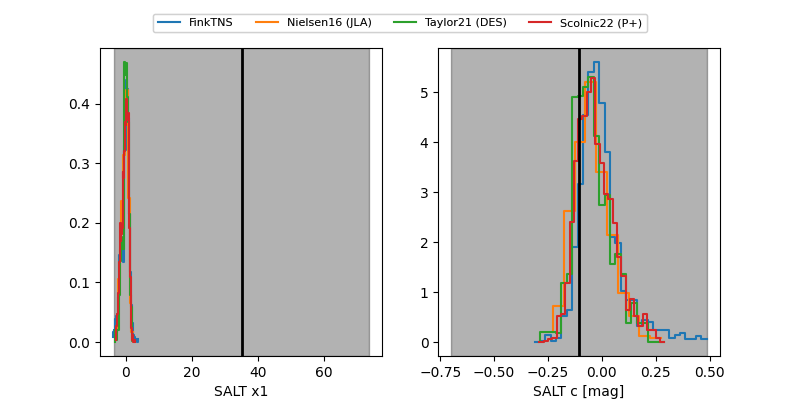 FinkTNS Nielsen16 (JLA) Taylor21 (DES) Scolnic22 (P+)
0.4
0.3
0.2
0.1
0.0
0 20 40 60
SALT x1
5
4
3
2
1
0
−0.75 −0.50 −0.25 0.00 0.25 0.50
SALT c [mag]